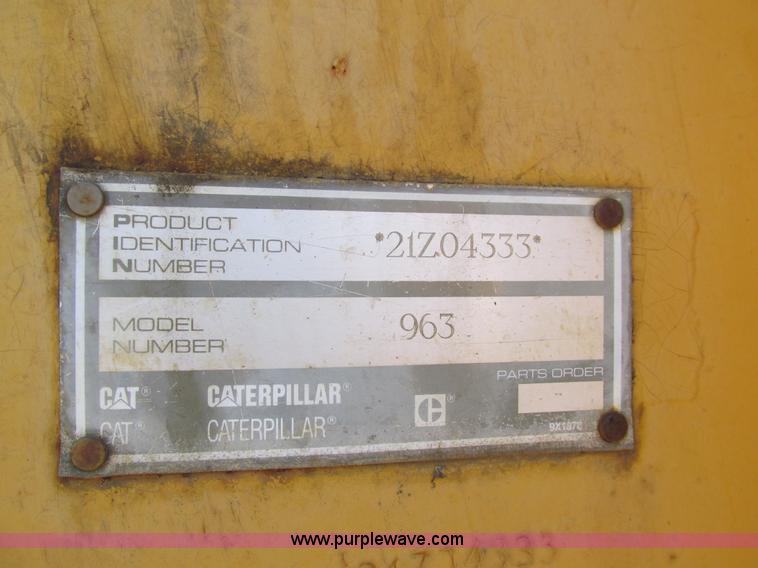 PRODUCT
IDENTIFICATION *21Z04333*
NUMBER
MODEL 963
NUMBER
PARTS ORDER
CAT® CATERPILLAR®
CAT CATERPILLAR® C ®
www.purplewave.com